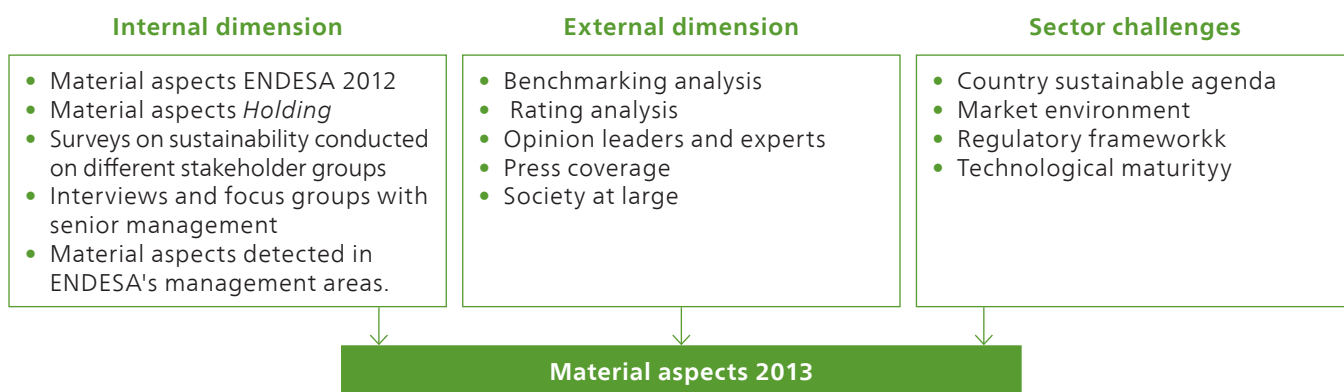 Internal dimension
• Material aspects ENDESA 2012
• Material aspects Holding
• Surveys on sustainability conducted
on different stakeholder groups
• Interviews and focus groups with
senior management
• Material aspects detected in
ENDESA's management areas.
External dimension
• Benchmarking analysis
• Rating analysis
• Opinion leaders and experts
• Press coverage
• Society at large
Sector challenges
• Country sustainable agenda
• Market environment
• Regulatory frameworkk
• Technological maturityy
Material aspects 2013